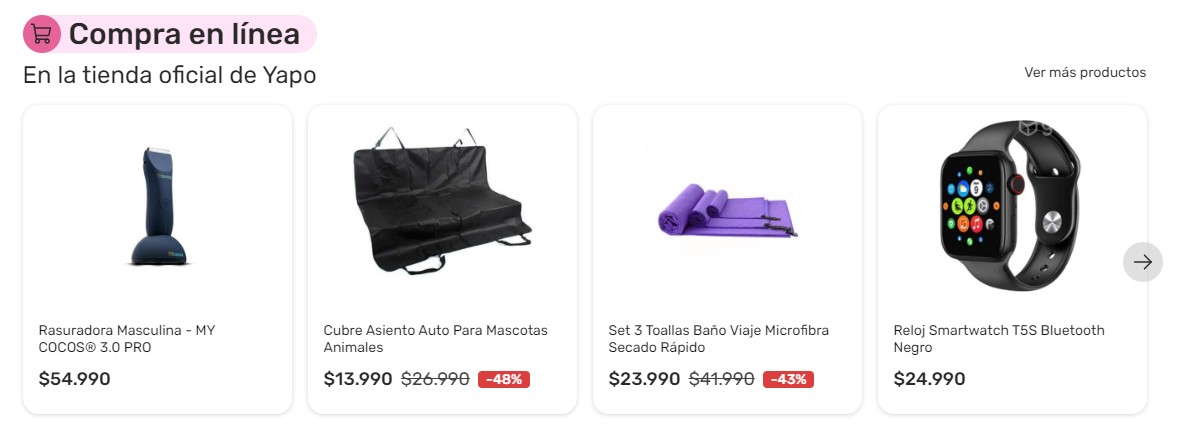 Compra en línea
En la tienda oficial de Yapo
Ver más productos
Rasuradora Masculina - MY
COCOS® 3.0 PRO
$54.990
Cubre Asiento Auto Para Mascotas
Animales
$13.990 $26.990 -48%
Set 3 Toallas Baño Viaje Microfibra
Secado Rápido
$23.990 $41.990 -43%
Reloj Smartwatch T5S Bluetooth
Negro
$24.990